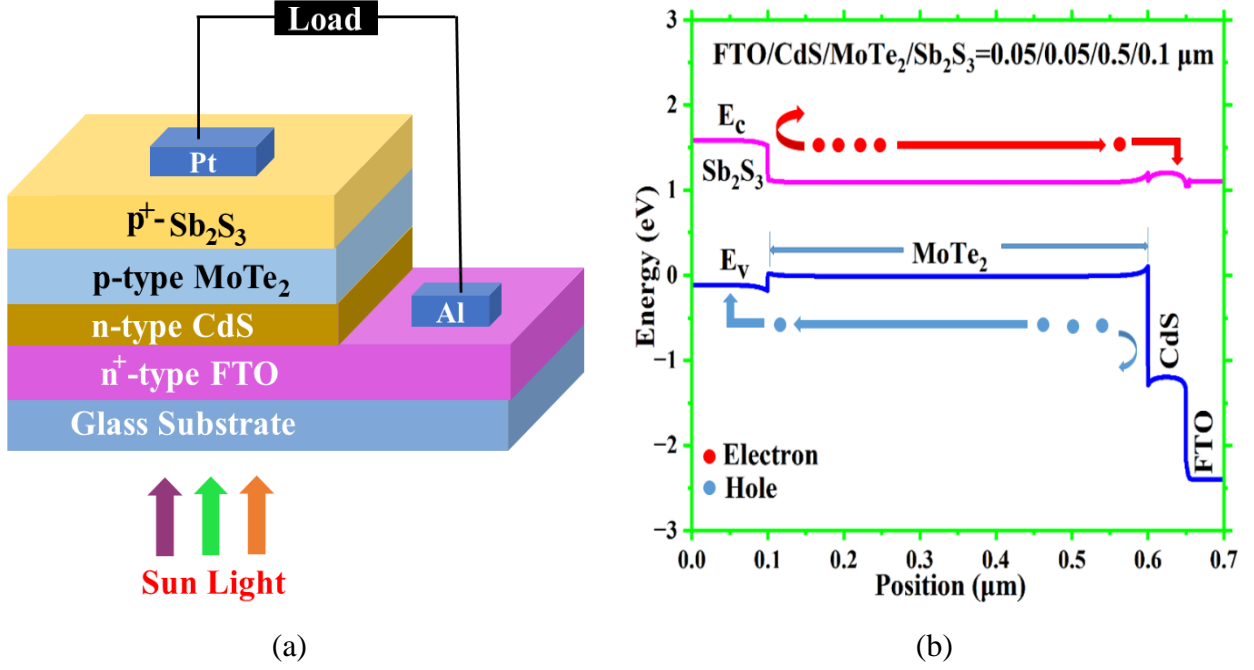 Load
Pt
p⁺-Sb₂S₃
p-type MoTe₂
n-type CdS
Al
n⁺-type FTO
Glass Substrate
Sun Light
(a)
FTO/CdS/MoTe₂/Sb₂S₃=0.05/0.05/0.5/0.1 μm
E_c
Sb₂S₃
E_v
MoTe₂
CdS
FTO
Electron
Hole
Energy (eV)
3
2
1
0
−1
−2
−3
0.0 0.1 0.2 0.3 0.4 0.5 0.6 0.7
Position (μm)
(b)